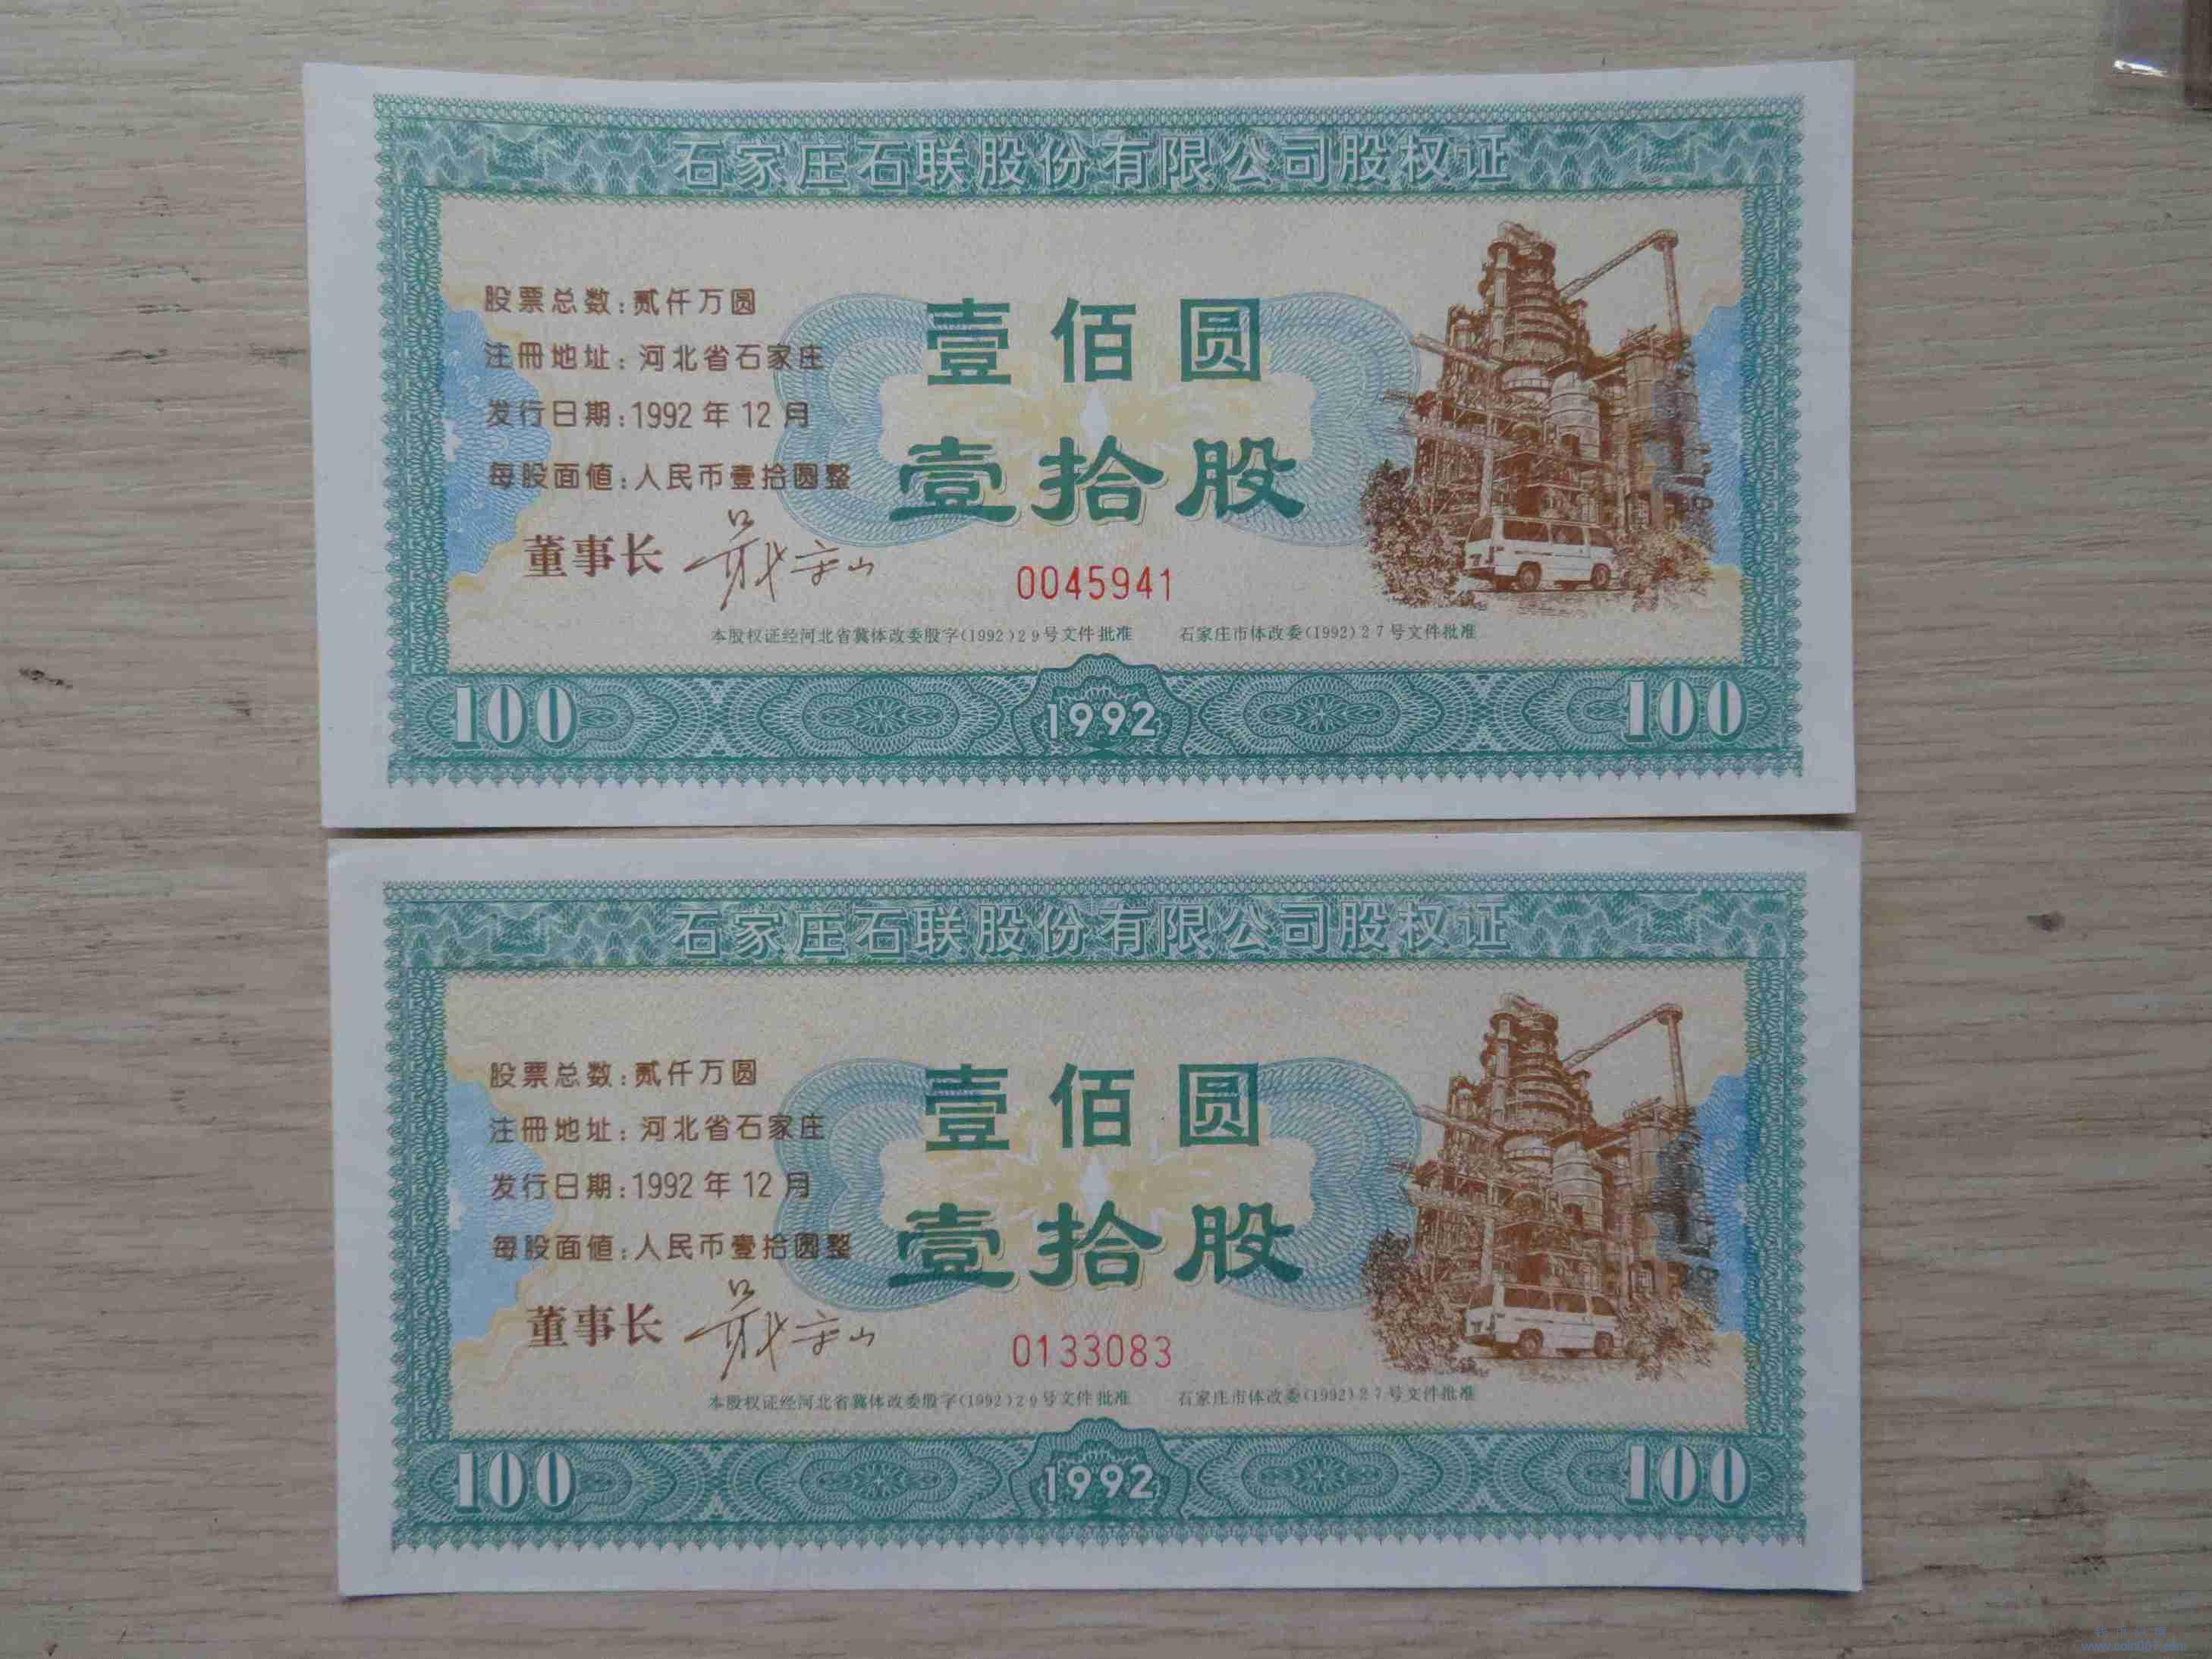 石家庄石联股份有限公司股权证
股票总数:贰仟万圆
注冊地址:河北省石家庄
发行日期:1992年12月
每股面值:人民币壹拾圆整
董事长
壹佰圆
壹拾股
0045941
本股权证经河北省冀体改委股字(1992)29号文件批准 石家庄市体改委(1992)27号文件批准
100 1992 100
石家庄石联股份有限公司股权证
股票总数:贰仟万圆
注冊地址:河北省石家庄
发行日期:1992年12月
每股面值:人民币壹拾圆整
董事长
壹佰圆
壹拾股
0133083
本股权证经河北省冀体改委股字(1992)29号文件批准 石家庄市体改委(1992)27号文件批准
100 1992 100